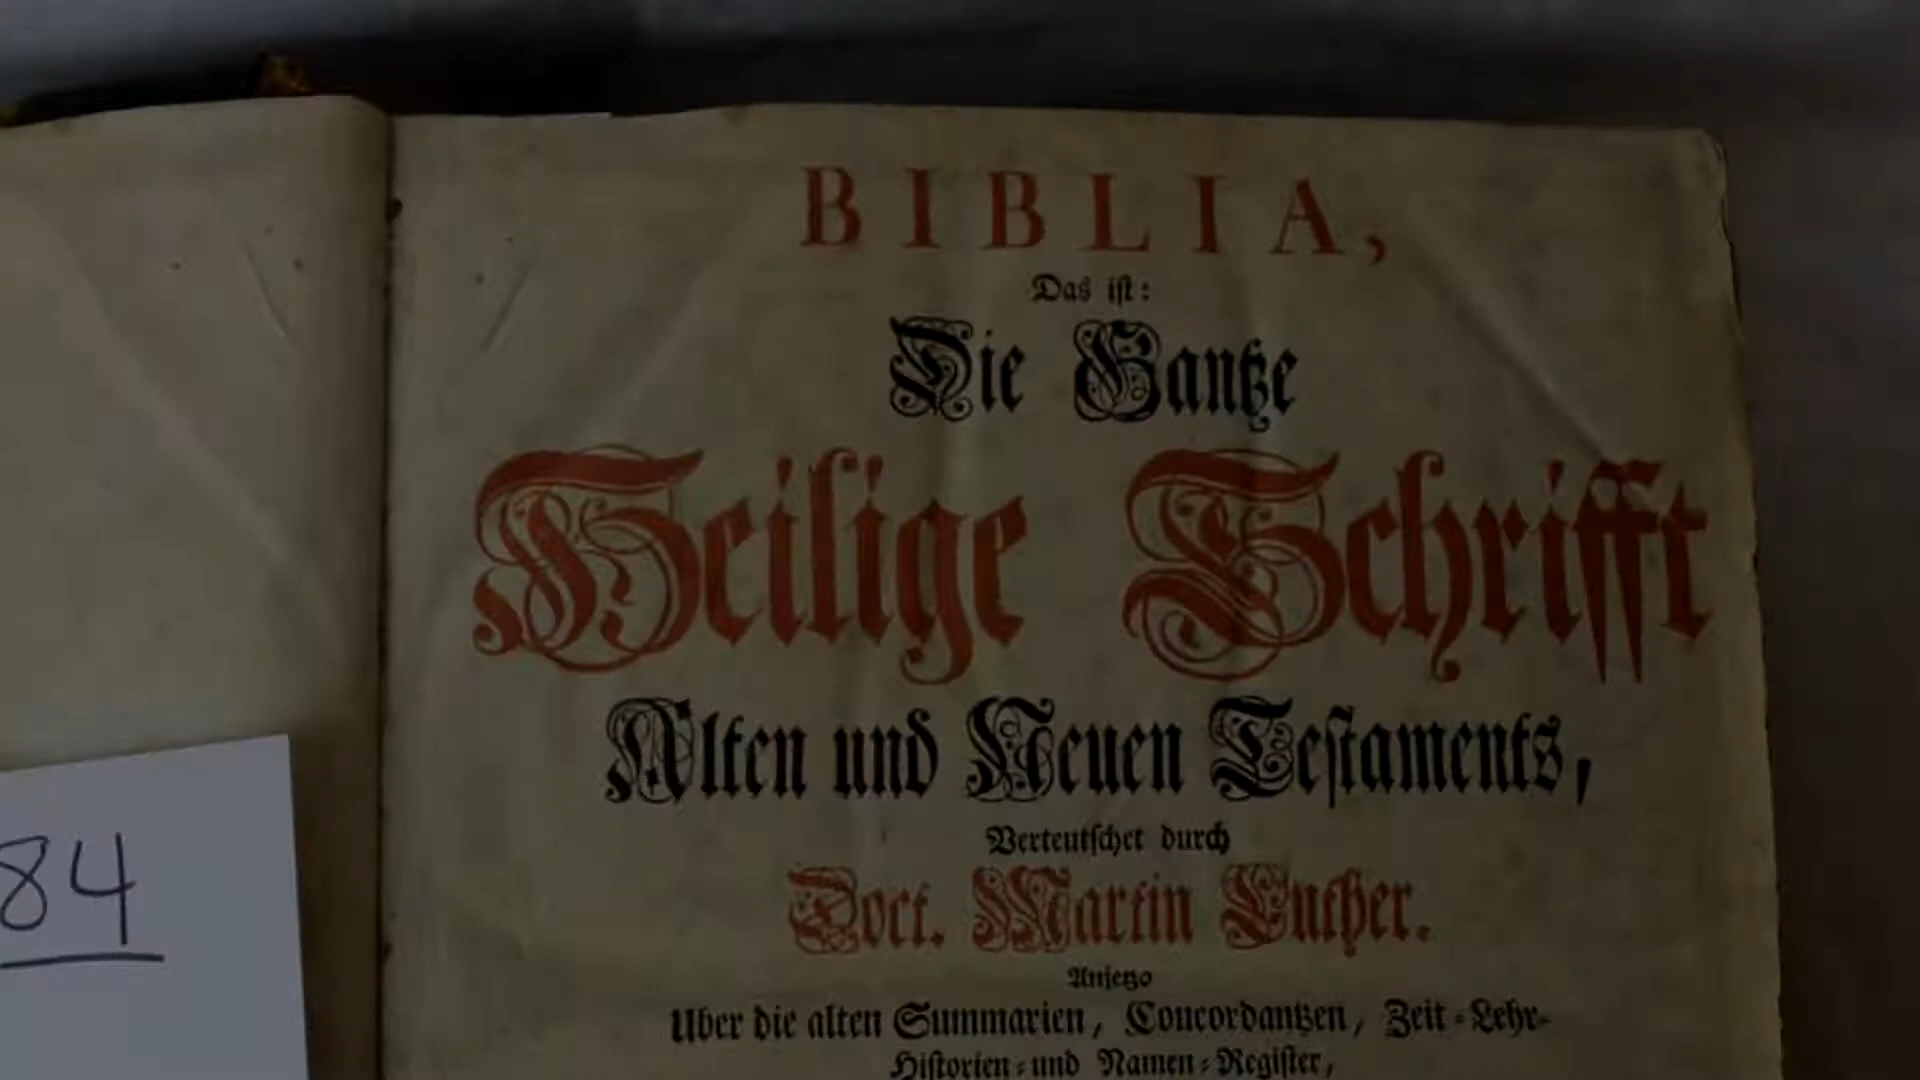 84
BIBLIA,
Das iſt:
Die Gantze
Heilige Schrifft
Alten und Neuen Teſtaments,
Verteutſchet durch
Doct. Martin Luther.
Anjetzo
Uber die alten Summarien, Concordantzen, Zeit-Lehr-
Hiſtorien-und Namen-Regiſter,